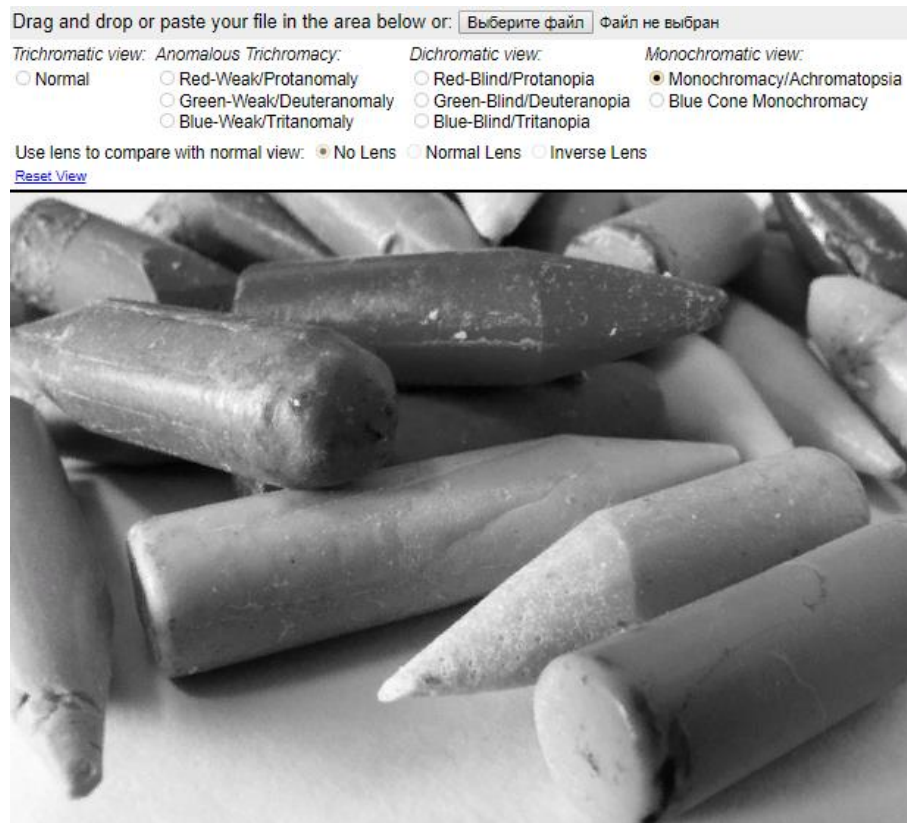 Drag and drop or paste your file in the area below or: Выберите файл Файл не выбран
Trichromatic view: Anomalous Trichromacy: Dichromatic view: Monochromatic view:
Normal Red-Weak/Protanomaly Red-Blind/Protanopia Monochromacy/Achromatopsia
Green-Weak/Deuteranomaly Green-Blind/Deuteranopia Blue Cone Monochromacy
Blue-Weak/Tritanomaly Blue-Blind/Tritanopia
Use lens to compare with normal view: No Lens Normal Lens Inverse Lens
Reset View